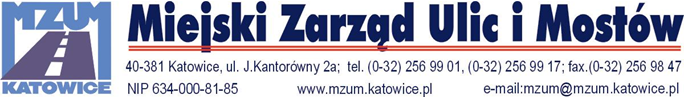 MZUM
KATOWICE
Miejski Zarząd Ulic i Mostów
40-381 Katowice, ul. J.Kantorówny 2a; tel. (0-32) 256 99 01, (0-32) 256 99 17; fax.(0-32) 256 98 47
NIP 634-000-81-85 www.mzum.katowice.pl e-mail:mzum@mzum.katowice.pl